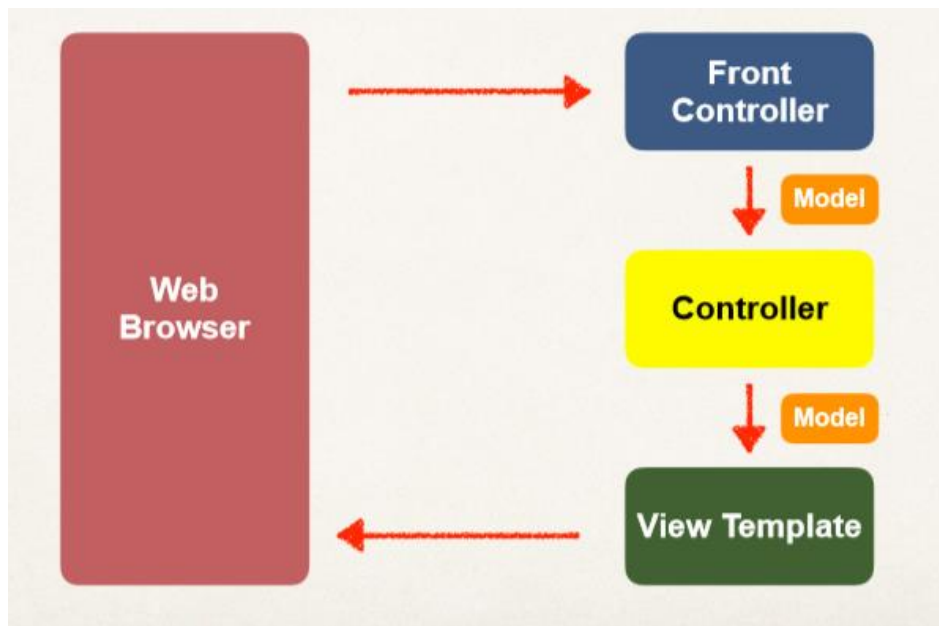 Front
Controller
Model
Web
Browser
Controller
Model
View Template